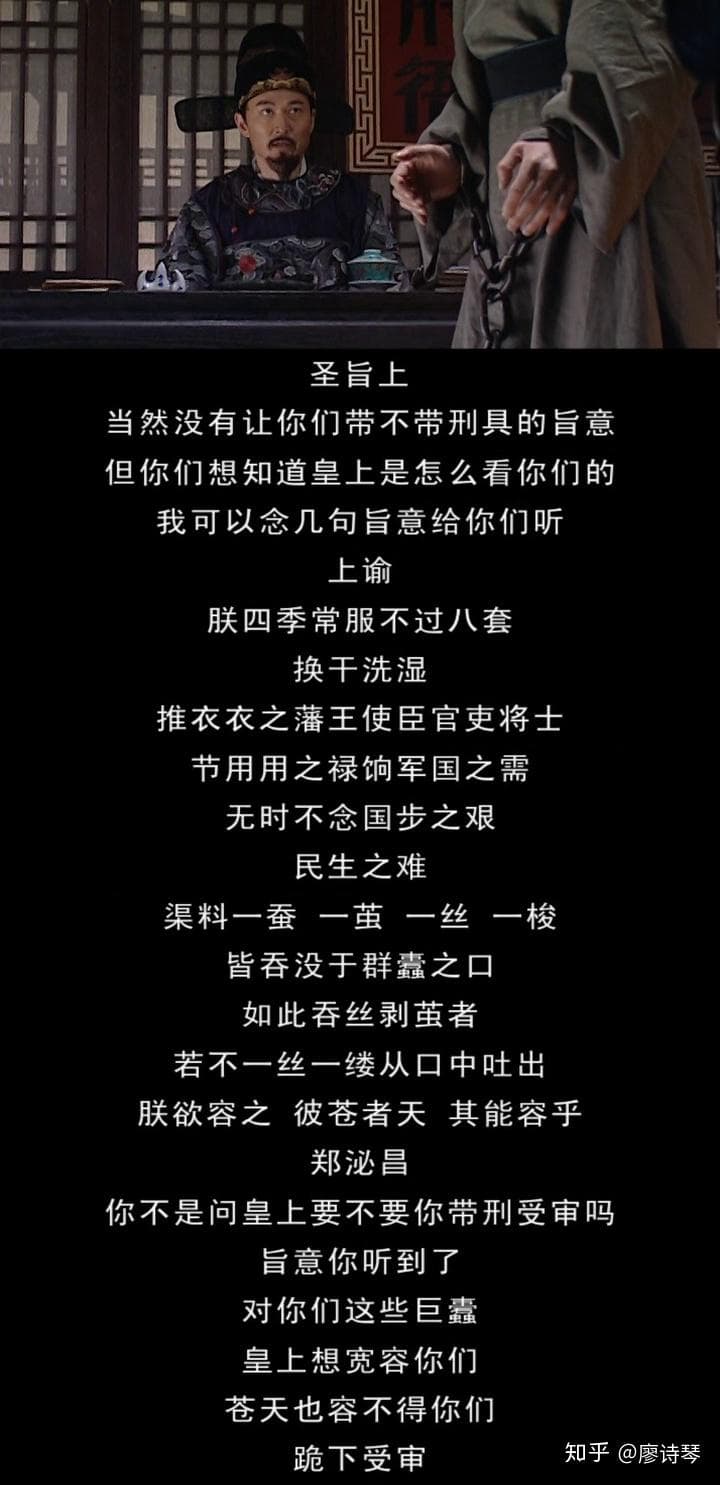 圣旨上
当然没有让你们带不带刑具的旨意
但你们想知道皇上是怎么看你们的
我可以念几句旨意给你们听
上谕
朕四季常服不过八套
换干洗湿
推衣衣之藩王使臣官吏将士
节用用之禄饷军国之需
无时不念国步之艰
民生之难
渠料一蚕 一茧 一丝 一梭
皆吞没于群蠹之口
如此吞丝剥茧者
若不一丝一缕从口中吐出
朕欲容之 彼苍者天 其能容乎
郑泌昌
你不是问皇上要不要你带刑受审吗
旨意你听到了
对你们这些巨蠹
皇上想宽容你们
苍天也容不得你们
跪下受审
知乎 @廖诗琴